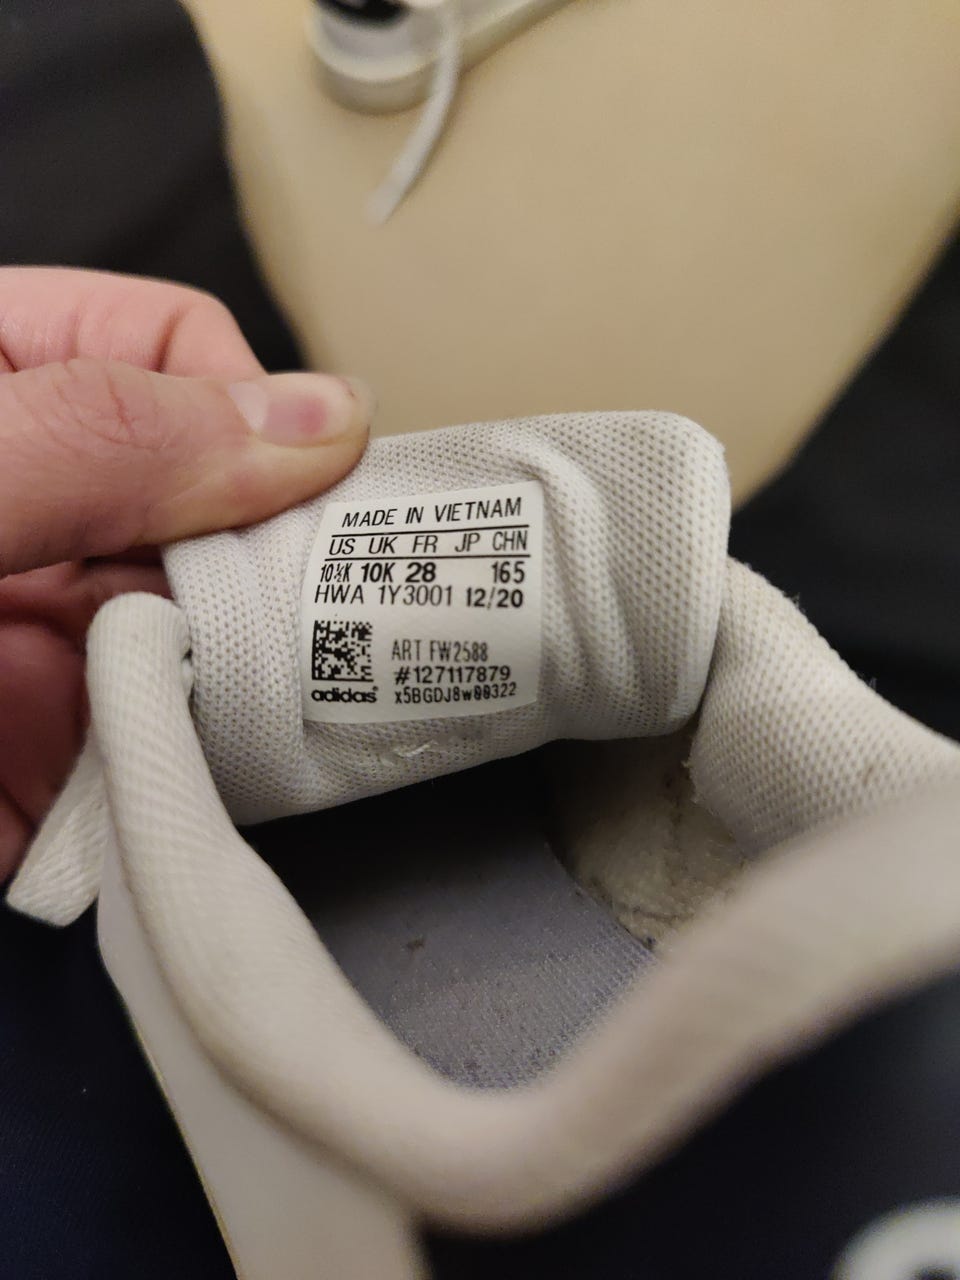 MADE IN VIETNAM
US UK FR JP CHN
10½K 10K 28 165
HWA 1Y3001 12/20
ART FW2588
#127117879
adidas® x5BGDJ8w00322